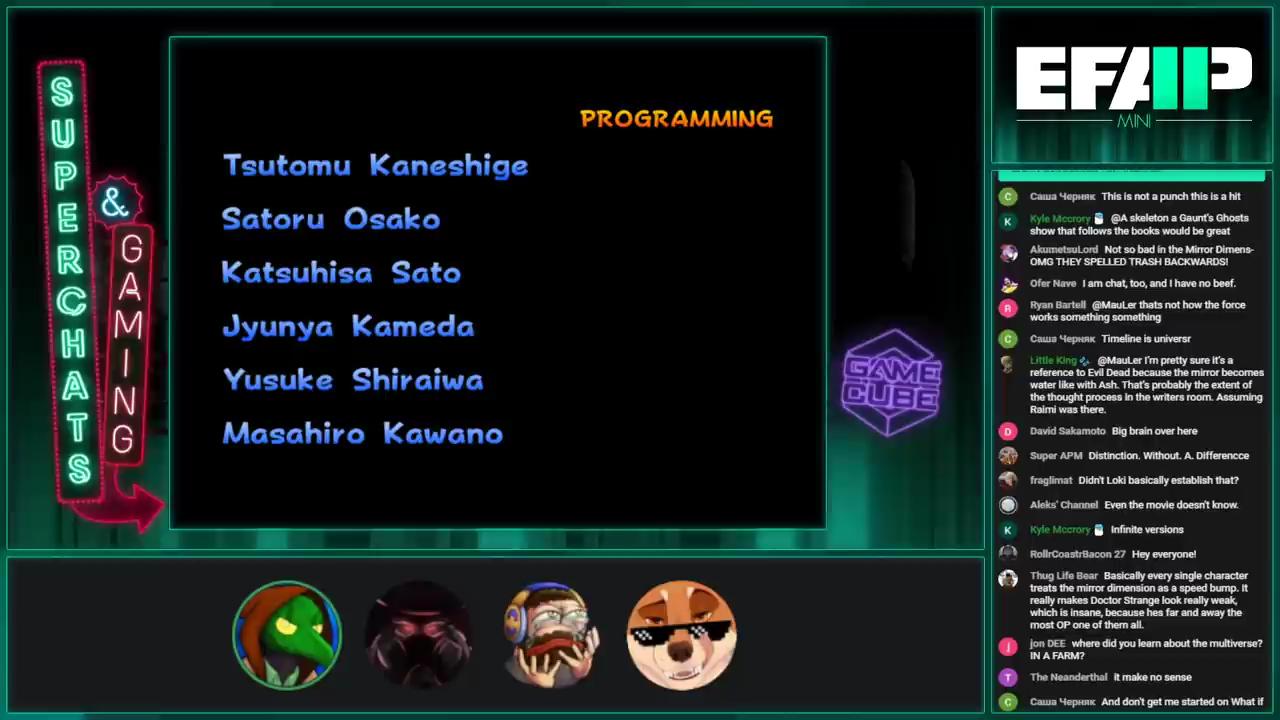 SUPERCHATS
&
GAMING
PROGRAMMING
Tsutomu Kaneshige
Satoru Osako
Katsuhisa Sato
Jyunya Kameda
Yusuke Shiraiwa
Masahiro Kawano
GAME
CUBE
EFAP
MINI
Саша Черняк This is not a punch this is a hit
Kyle Mccrory @A skeleton a Gaunt's Ghosts
show that follows the books would be great
AkumetsuLord Not so bad in the Mirror Dimens-
OMG THEY SPELLED TRASH BACKWARDS!
Ofer Nave I am chat, too, and I have no beef.
R
Ryan Bartell @MauLer thats not how the force
works something something
C
Саша Черняк Timeline is universr
Little King @MauLer I'm pretty sure it's a
reference to Evil Dead because the mirror becomes
water like with Ash. That's probably the extent of
the thought process in the writers room. Assuming
Raimi was there.
D
David Sakamoto Big brain over here
Super APM Distinction. Without. A. Differencce
fraglimat Didn't Loki basically establish that?
Aleks' Channel Even the movie doesn't know.
K
Kyle Mccrory Infinite versions
RollrCoastrBacon 27 Hey everyone!
Thug Life Bear Basically every single character
treats the mirror dimension as a speed bump. It
really makes Doctor Strange look really weak,
which is insane, because hes far and away the
most OP one of them all.
j
jon DEE where did you learn about the multiverse?
IN A FARM?
T
The Neanderthal it make no sense
C
Саша Черняк And don't get me started on What if